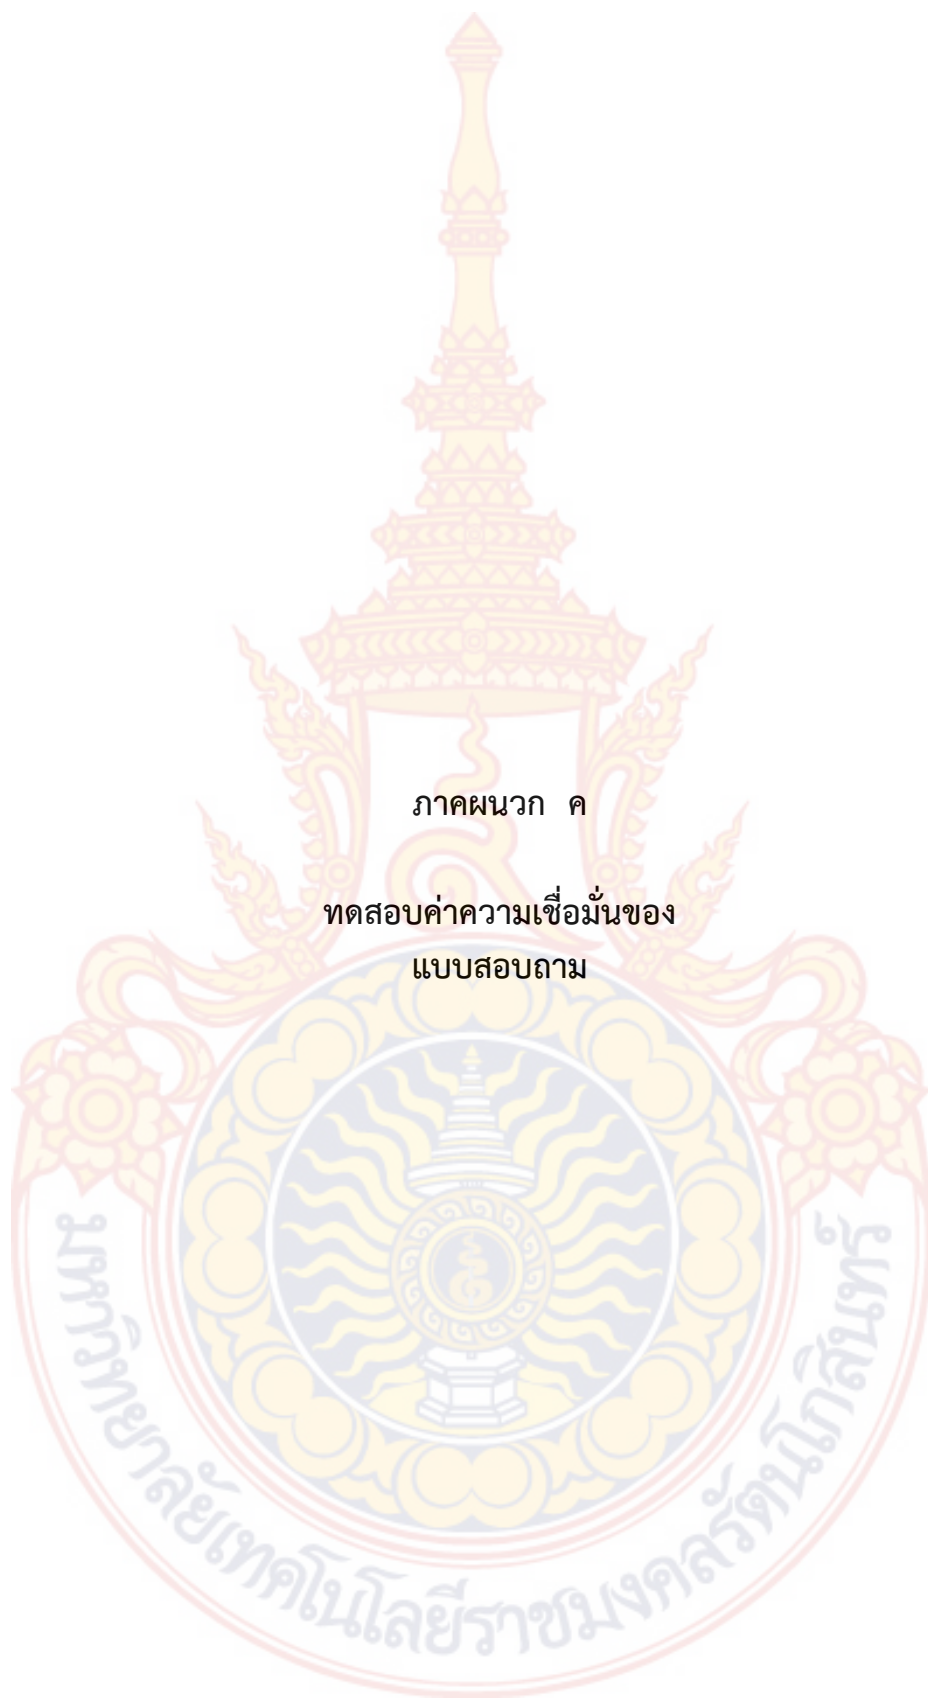 ภาคผนวก ค
ทดสอบค่าความเชื่อมั่นของ
แบบสอบถาม
มหาวิทยาลัยเทคโนโลยีราชมงคลรัตนโกสินทร์